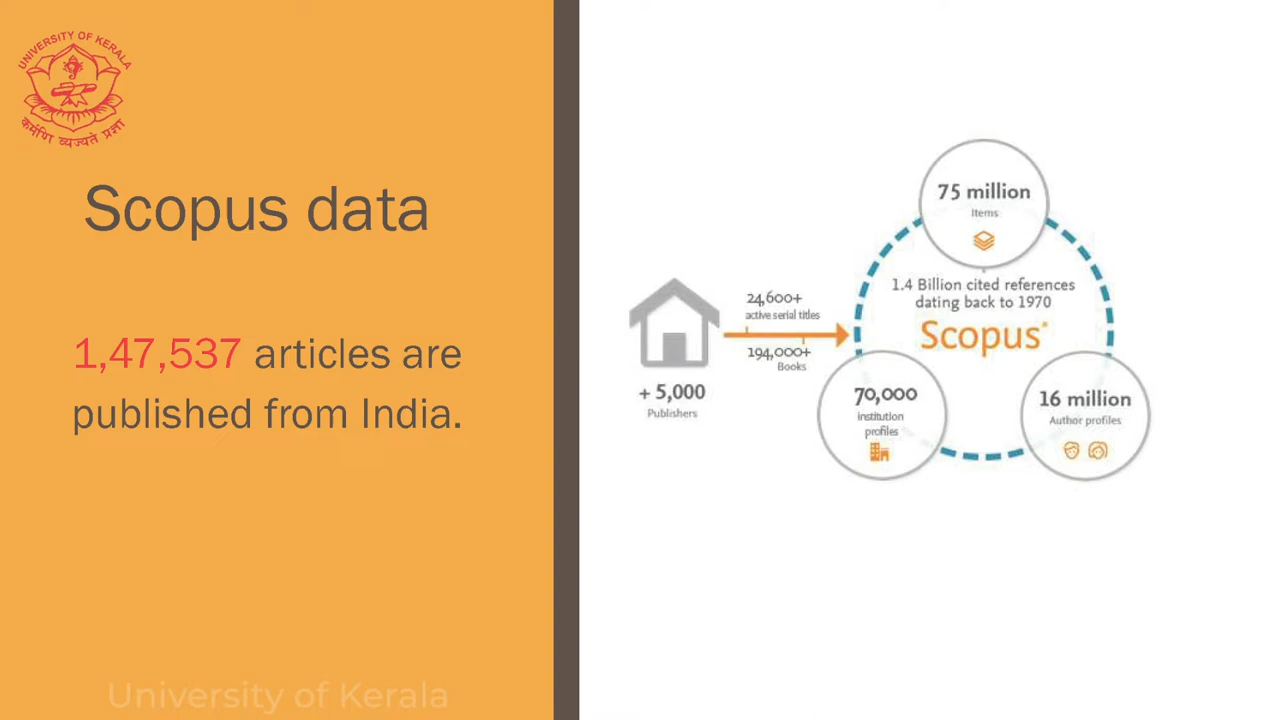 UNIVERSITY OF KERALA
कर्मणि व्यज्यते प्रज्ञा
Scopus data
1,47,537 articles are
published from India.
University of Kerala
75 million
Items
1.4 Billion cited references
dating back to 1970
Scopus®
24,600+
active serial titles
194,000+
Books
+ 5,000
Publishers
70,000
institution
profiles
16 million
Author profiles